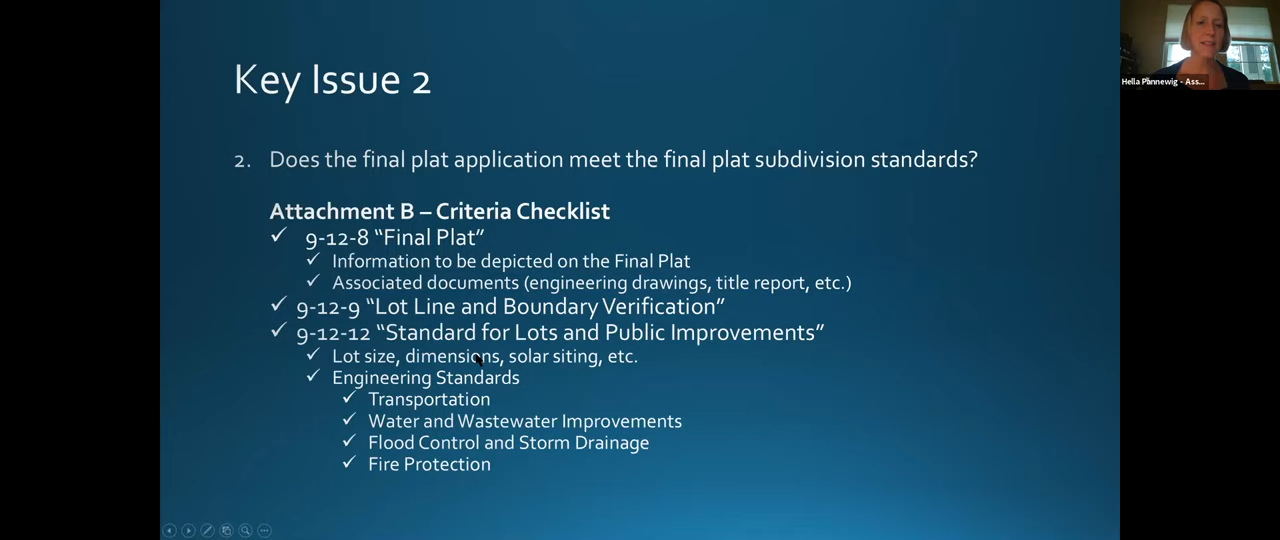 Key Issue 2
2. Does the final plat application meet the final plat subdivision standards?
Attachment B – Criteria Checklist
✓ 9-12-8 “Final Plat”
✓ Information to be depicted on the Final Plat
✓ Associated documents (engineering drawings, title report, etc.)
✓ 9-12-9 “Lot Line and Boundary Verification”
✓ 9-12-12 “Standard for Lots and Public Improvements”
✓ Lot size, dimensions, solar siting, etc.
✓ Engineering Standards
✓ Transportation
✓ Water and Wastewater Improvements
✓ Flood Control and Storm Drainage
✓ Fire Protection
Hella Pannewig - Ass...